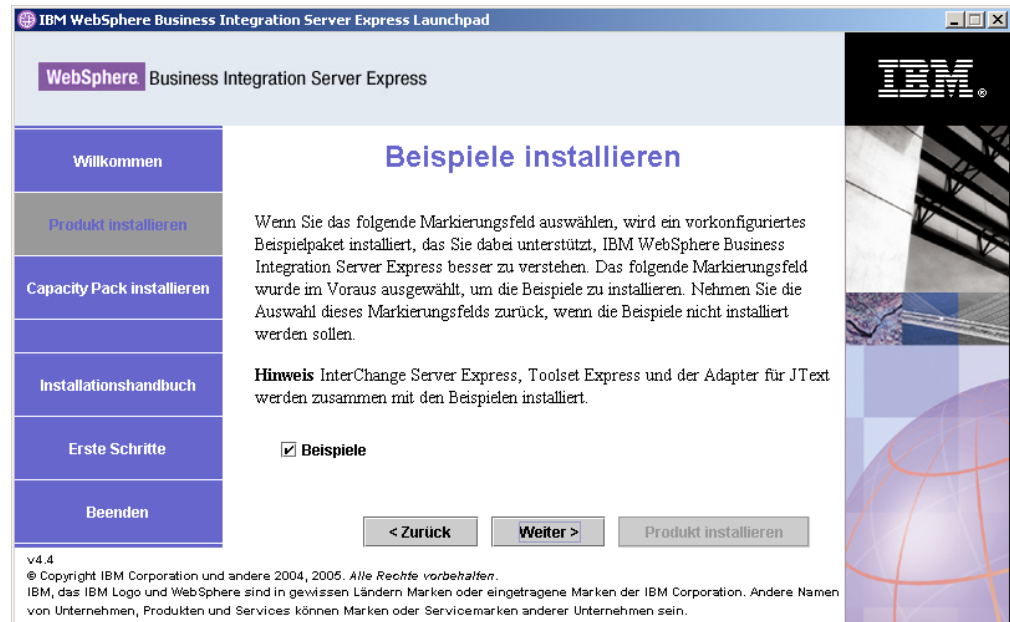 IBM WebSphere Business Integration Server Express Launchpad
WebSphere. Business Integration Server Express
IBM®
Willkommen
Produkt installieren
Capacity Pack installieren
Installationshandbuch
Erste Schritte
Beenden
Beispiele installieren
Wenn Sie das folgende Markierungsfeld auswählen, wird ein vorkonfiguriertes
Beispielpaket installiert, das Sie dabei unterstützt, IBM WebSphere Business
Integration Server Express besser zu verstehen. Das folgende Markierungsfeld
wurde im Voraus ausgewählt, um die Beispiele zu installieren. Nehmen Sie die
Auswahl dieses Markierungsfelds zurück, wenn die Beispiele nicht installiert
werden sollen.
Hinweis InterChange Server Express, Toolset Express und der Adapter für JText
werden zusammen mit den Beispielen installiert.
Beispiele
< Zurück
Weiter >
Produkt installieren
v4.4
© Copyright IBM Corporation und andere 2004, 2005. Alle Rechte vorbehalten.
IBM, das IBM Logo und WebSphere sind in gewissen Ländern Marken oder eingetragene Marken der IBM Corporation. Andere Namen
von Unternehmen, Produkten und Services können Marken oder Servicemarken anderer Unternehmen sein.